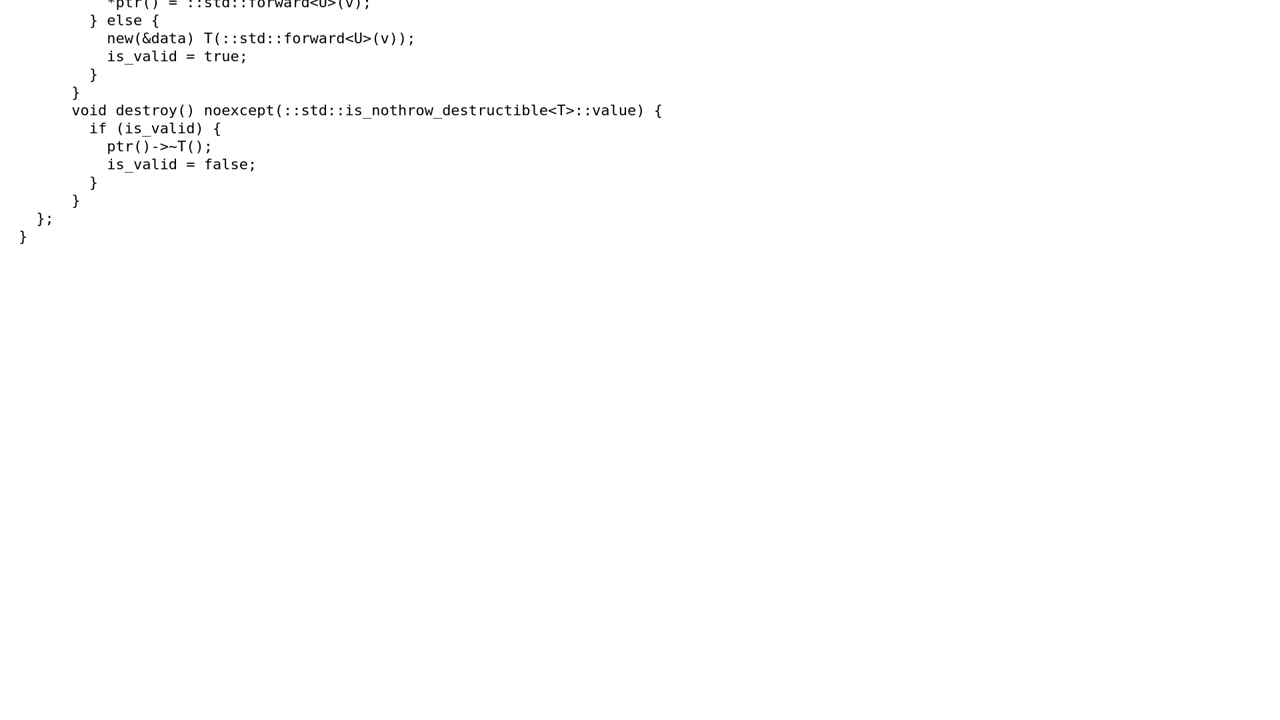 *ptr() = ::std::forward<U>(v);
} else {
new(&data) T(::std::forward<U>(v));
is_valid = true;
}
}
void destroy() noexcept(::std::is_nothrow_destructible<T>::value) {
if (is_valid) {
ptr()->~T();
is_valid = false;
}
}
};
}